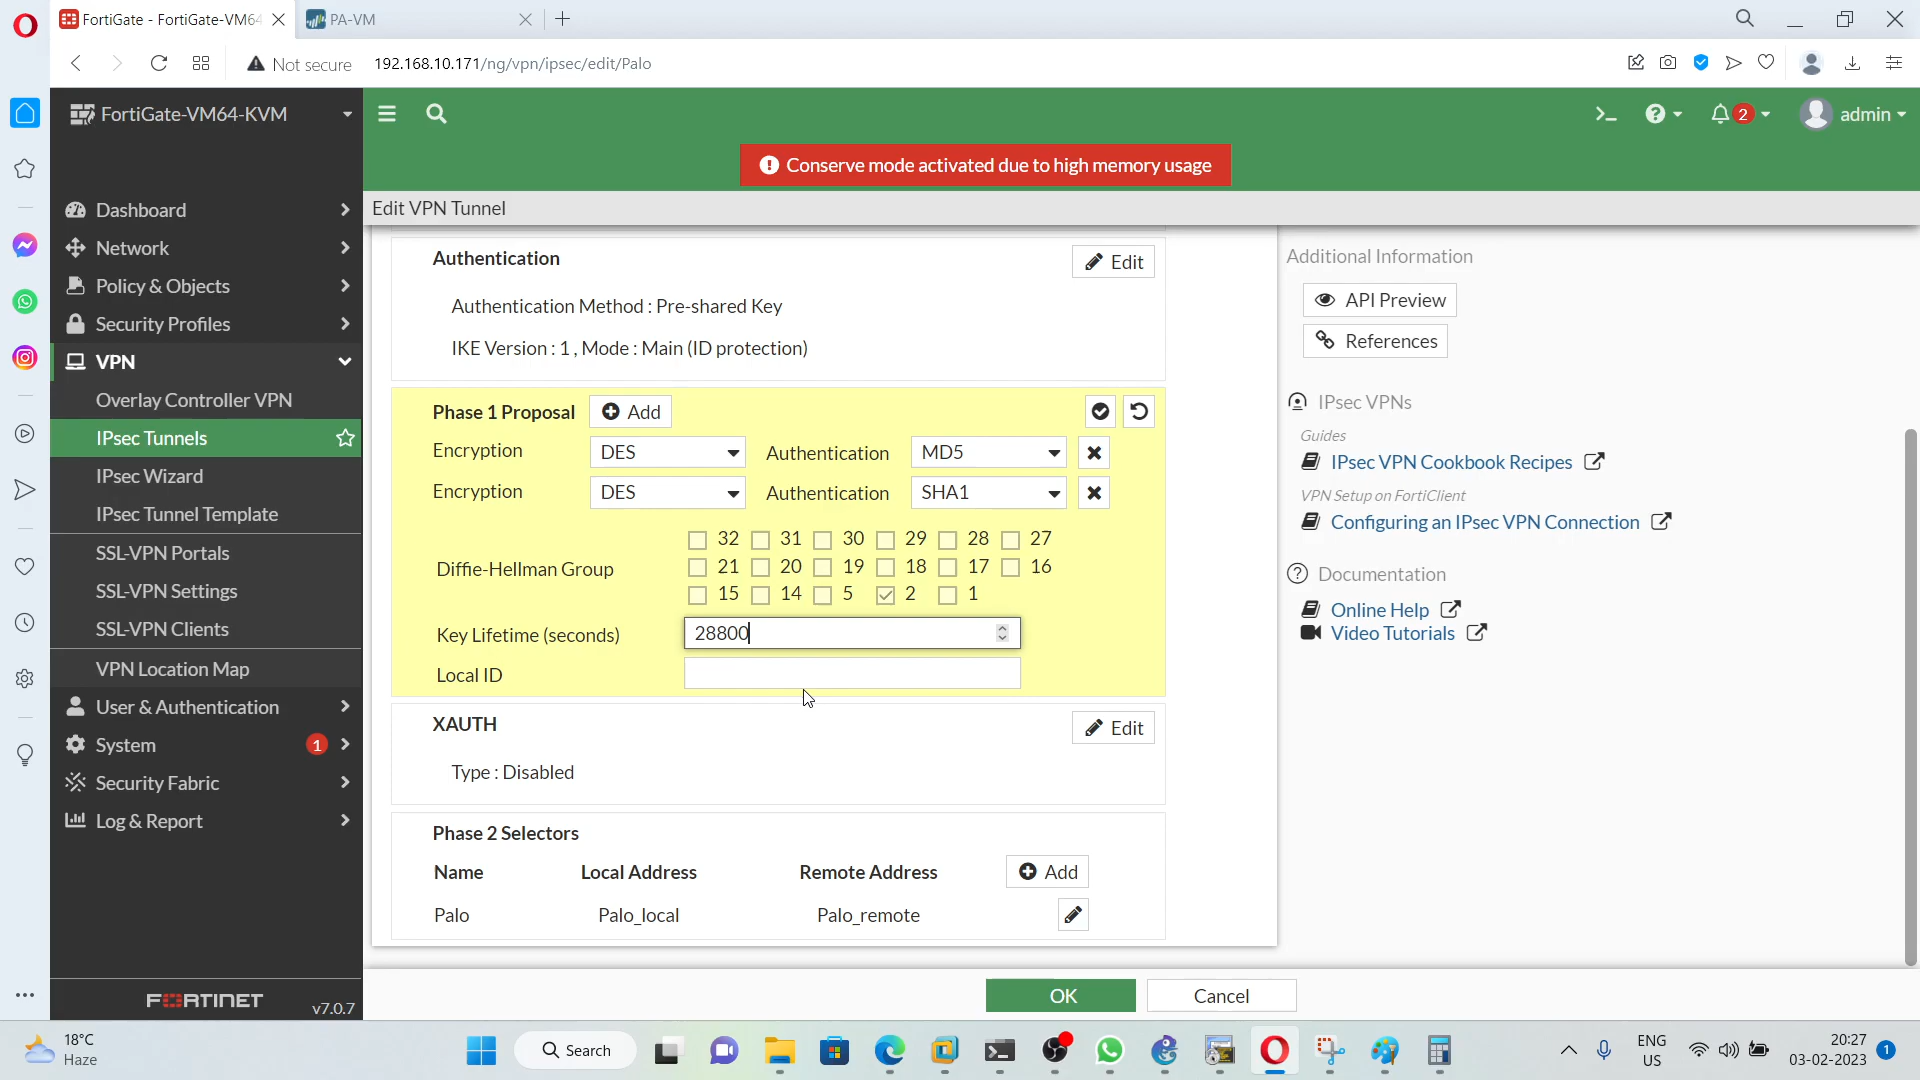 FortiGate - FortiGate-VM64
PA-VM
Not secure
192.168.10.171/ng/vpn/ipsec/edit/Palo
FortiGate-VM64-KVM
2
admin
Conserve mode activated due to high memory usage
Edit VPN Tunnel
Dashboard
Network
Policy & Objects
Security Profiles
VPN
Overlay Controller VPN
IPsec Tunnels
IPsec Wizard
IPsec Tunnel Template
SSL-VPN Portals
SSL-VPN Settings
SSL-VPN Clients
VPN Location Map
User & Authentication
System
1
Security Fabric
Log & Report
FORTINET
v7.0.7
Authentication
Edit
Authentication Method : Pre-shared Key
IKE Version : 1 , Mode : Main (ID protection)
Phase 1 Proposal
Add
Encryption DES Authentication MD5
Encryption DES Authentication SHA1
32 31 30 29 28 27
Diffie-Hellman Group
21 20 19 18 17 16
15 14 5 2 1
Key Lifetime (seconds)
28800
Local ID
XAUTH
Edit
Type : Disabled
Phase 2 Selectors
Name Local Address Remote Address
Add
Palo Palo_local Palo_remote
OK
Cancel
Additional Information
API Preview
References
IPsec VPNs
Guides
IPsec VPN Cookbook Recipes
VPN Setup on FortiClient
Configuring an IPsec VPN Connection
Documentation
Online Help
Video Tutorials
18°C
Haze
Search
ENG
US
20:27
03-02-2023
1